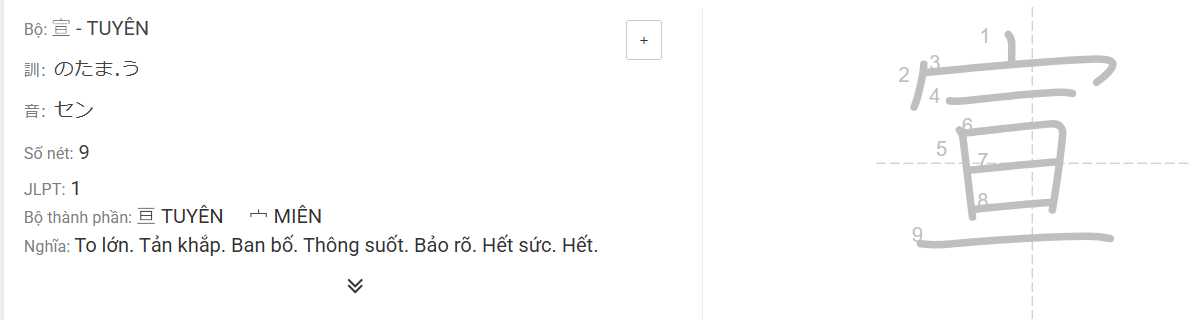 Bộ: 宣 - TUYÊN
+
訓: のたま.う
音: セン
Số nét: 9
JLPT: 1
Bộ thành phần: 亘 TUYÊN 宀 MIÊN
Nghĩa: To lớn. Tản khắp. Ban bố. Thông suốt. Bảo rõ. Hết sức. Hết.
宣
1
2
3
4
5
6
7
8
9